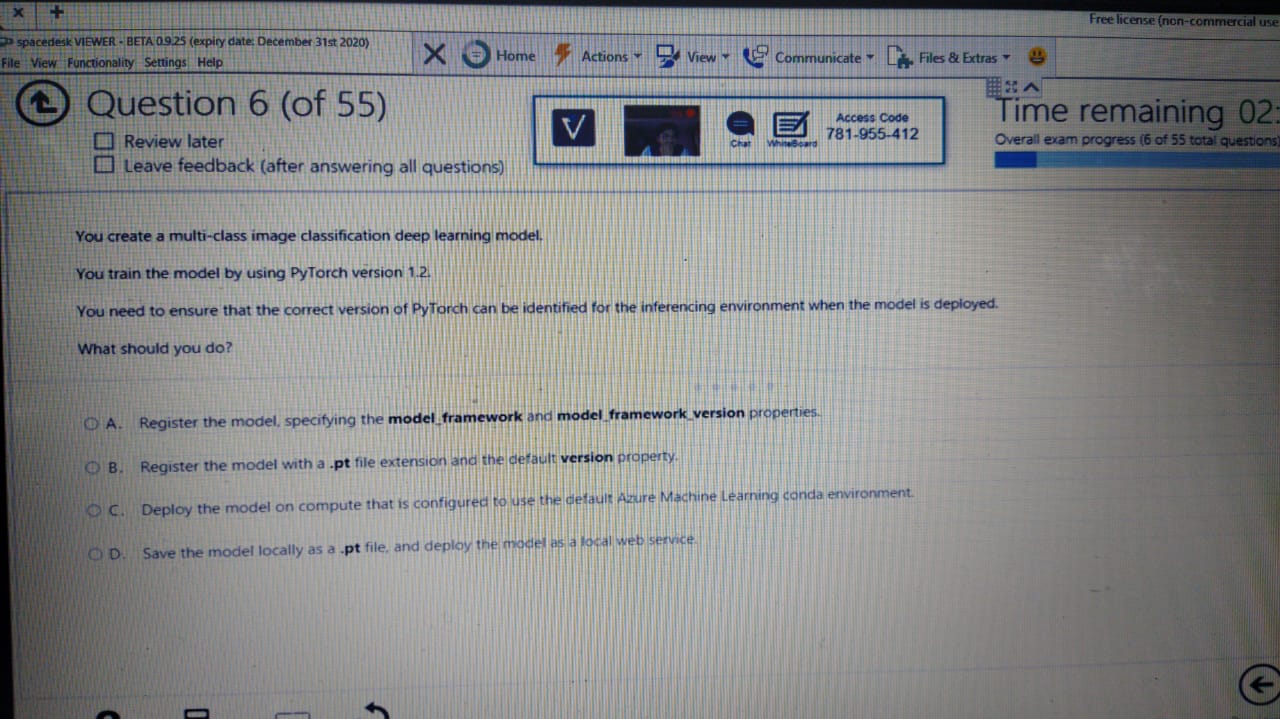 Free license (non-commercial use
spacedesk VIEWER - BETA 0.9.25 (expiry date: December 31st 2020)
File View Functionality Settings Help
Home Actions View Communicate Files & Extras
Question 6 (of 55)
Review later
Leave feedback (after answering all questions)
V
Chat
WhiteBoard
Access Code
781-955-412
Time remaining 02:
Overall exam progress (6 of 55 total questions)
You create a multi-class image classification deep learning model.
You train the model by using PyTorch version 1.2.
You need to ensure that the correct version of PyTorch can be identified for the inferencing environment when the model is deployed.
What should you do?
A. Register the model, specifying the model_framework and model_framework_version properties.
B. Register the model with a .pt file extension and the default version property.
C. Deploy the model on compute that is configured to use the default Azure Machine Learning conda environment.
D. Save the model locally as a .pt file, and deploy the model as a local web service.